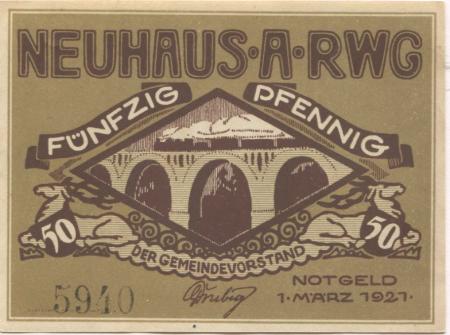 NEUHAUS·A·RWG
FÜNFZIG PFENNIG
50 50
DER GEMEINDEVORSTAND
NOTGELD
5940 1·MÄRZ 1921·